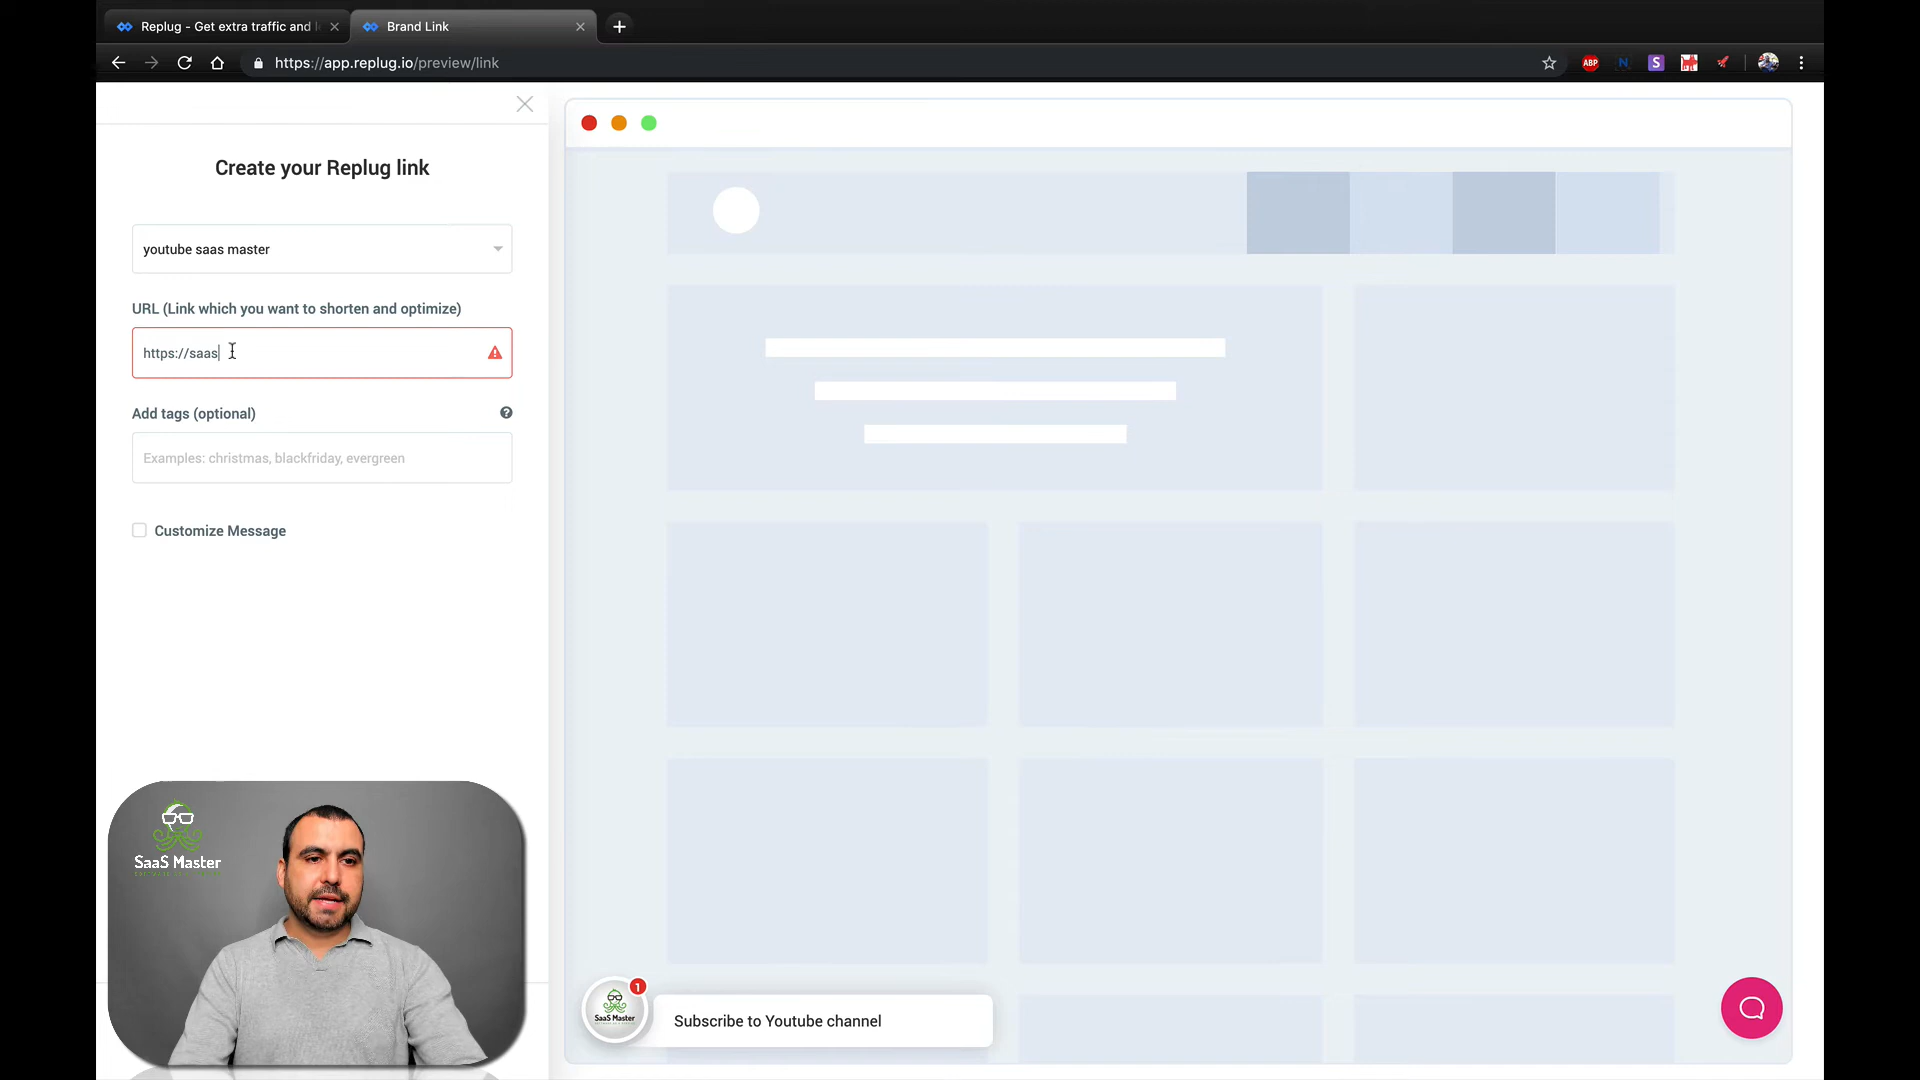 Replug - Get extra traffic and l
Brand Link
https://app.replug.io/preview/link
ABP
N
S
Create your Replug link
youtube saas master
URL (Link which you want to shorten and optimize)
https://saas
Add tags (optional)
Examples: christmas, blackfriday, evergreen
Customize Message
SaaS Master
1
SaaS Master
Subscribe to Youtube channel